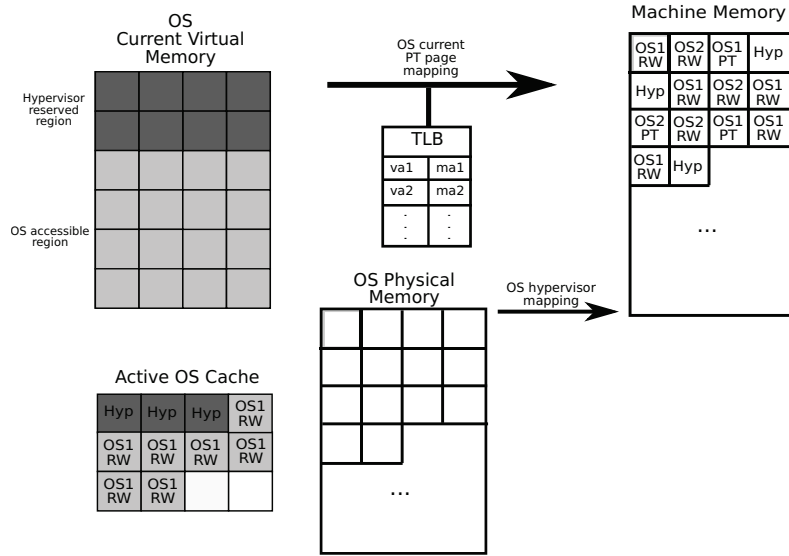 OS
Current Virtual
Memory
Hypervisor
reserved
region
OS accessible
region
OS current
PT page
mapping
TLB
va1 ma1
va2 ma2
. .
. .
. .
Machine Memory
OS1 RW OS2 RW OS1 PT Hyp
Hyp OS1 RW OS2 RW OS1 RW
OS2 PT OS2 RW OS1 PT OS1 RW
OS1 RW Hyp
...
OS Physical
Memory
...
OS hypervisor
mapping
Active OS Cache
Hyp Hyp Hyp OS1 RW
OS1 RW OS1 RW OS1 RW OS1 RW
OS1 RW OS1 RW